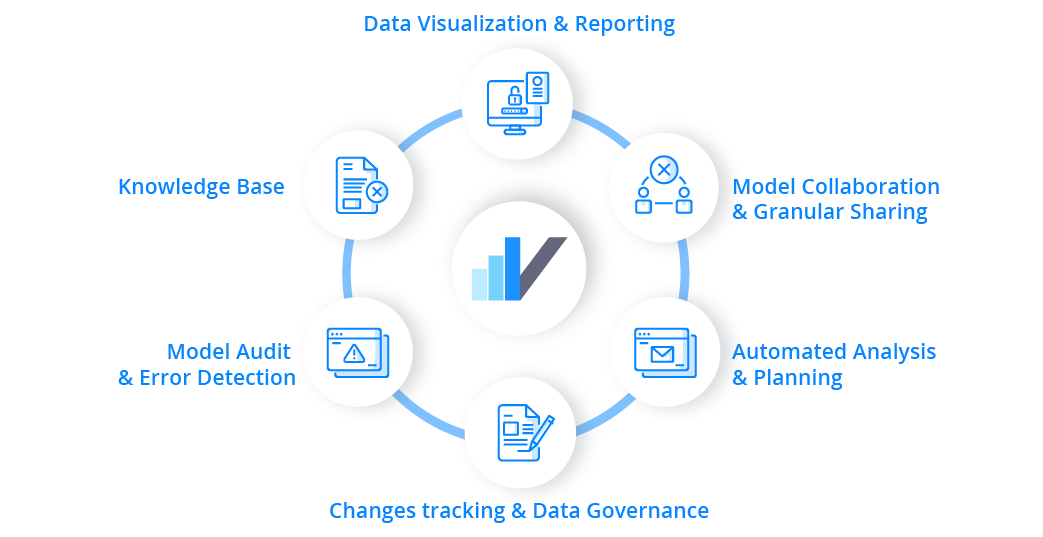 Data Visualization & Reporting
Knowledge Base
Model Collaboration
& Granular Sharing
Model Audit
& Error Detection
Automated Analysis
& Planning
Changes tracking & Data Governance